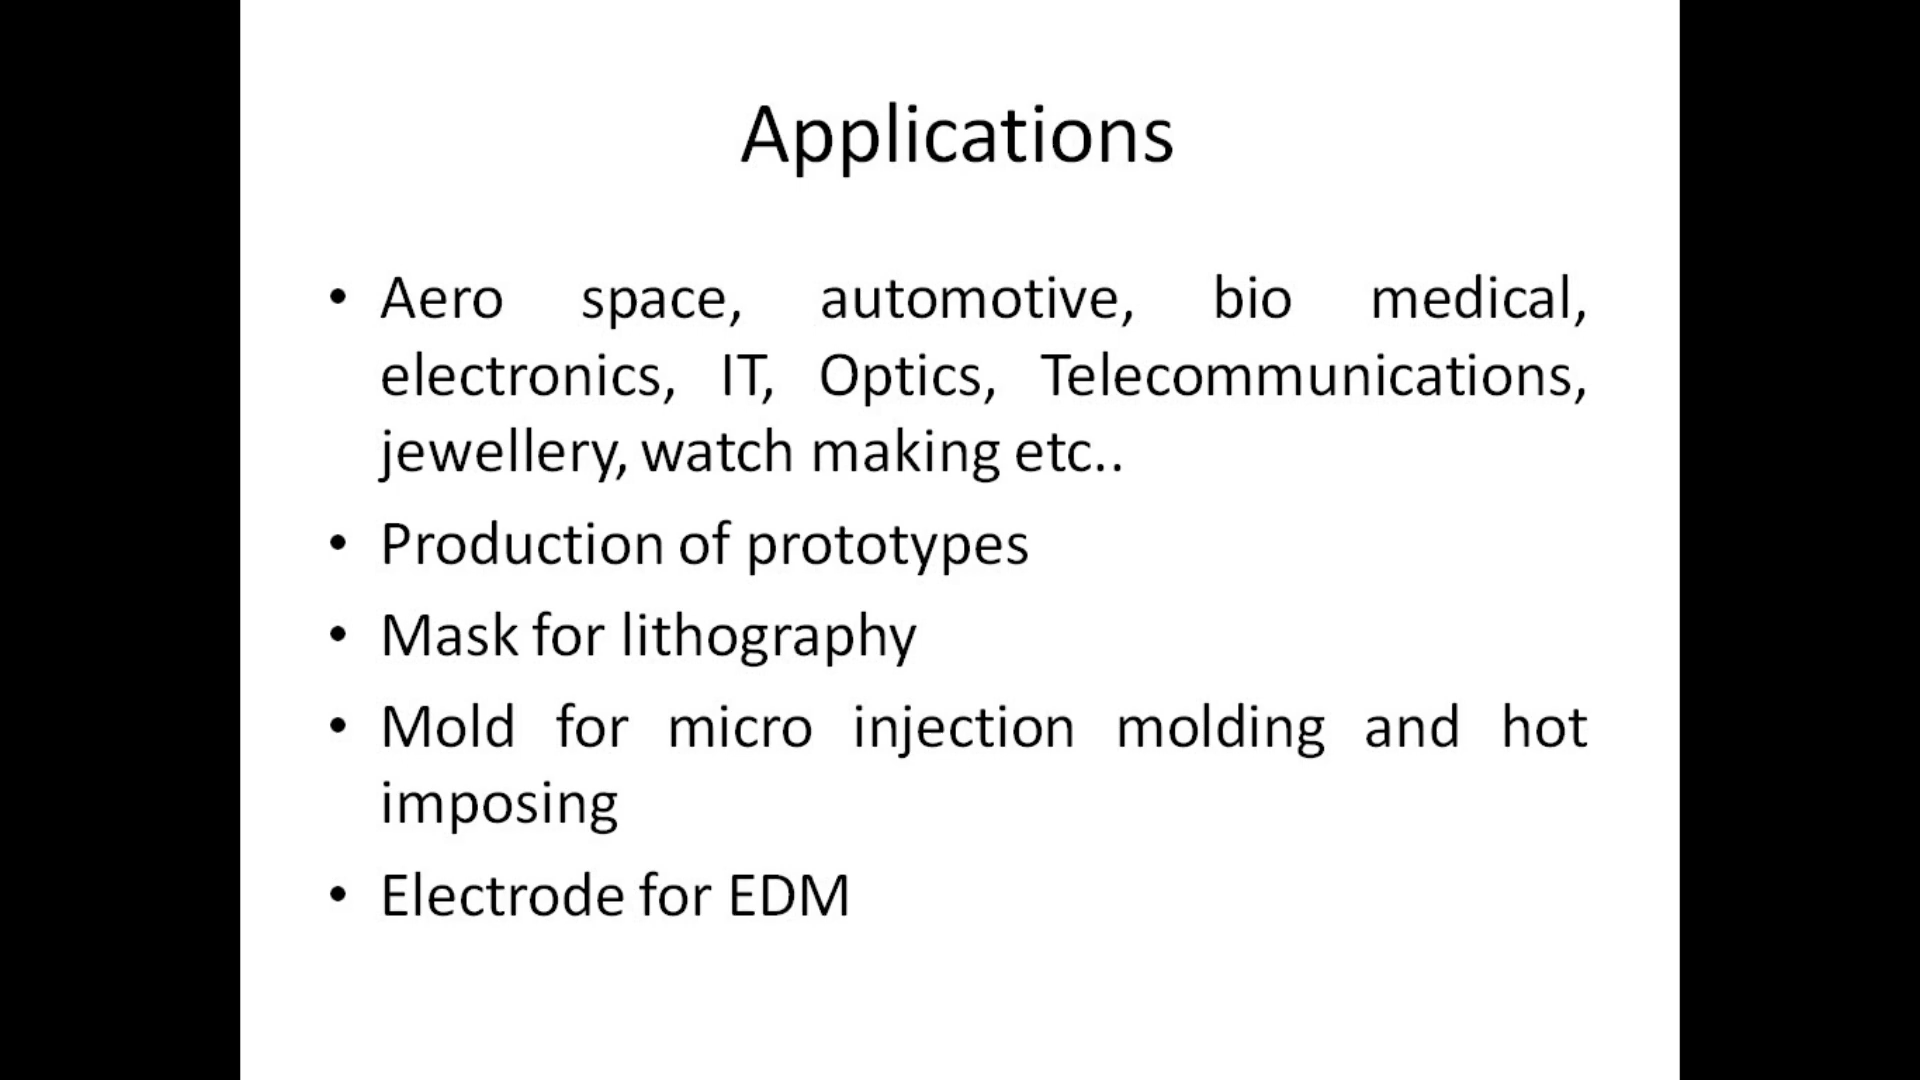 Applications
• Aero space, automotive, bio medical,
electronics, IT, Optics, Telecommunications,
jewellery, watch making etc..
• Production of prototypes
• Mask for lithography
• Mold for micro injection molding and hot
imposing
• Electrode for EDM